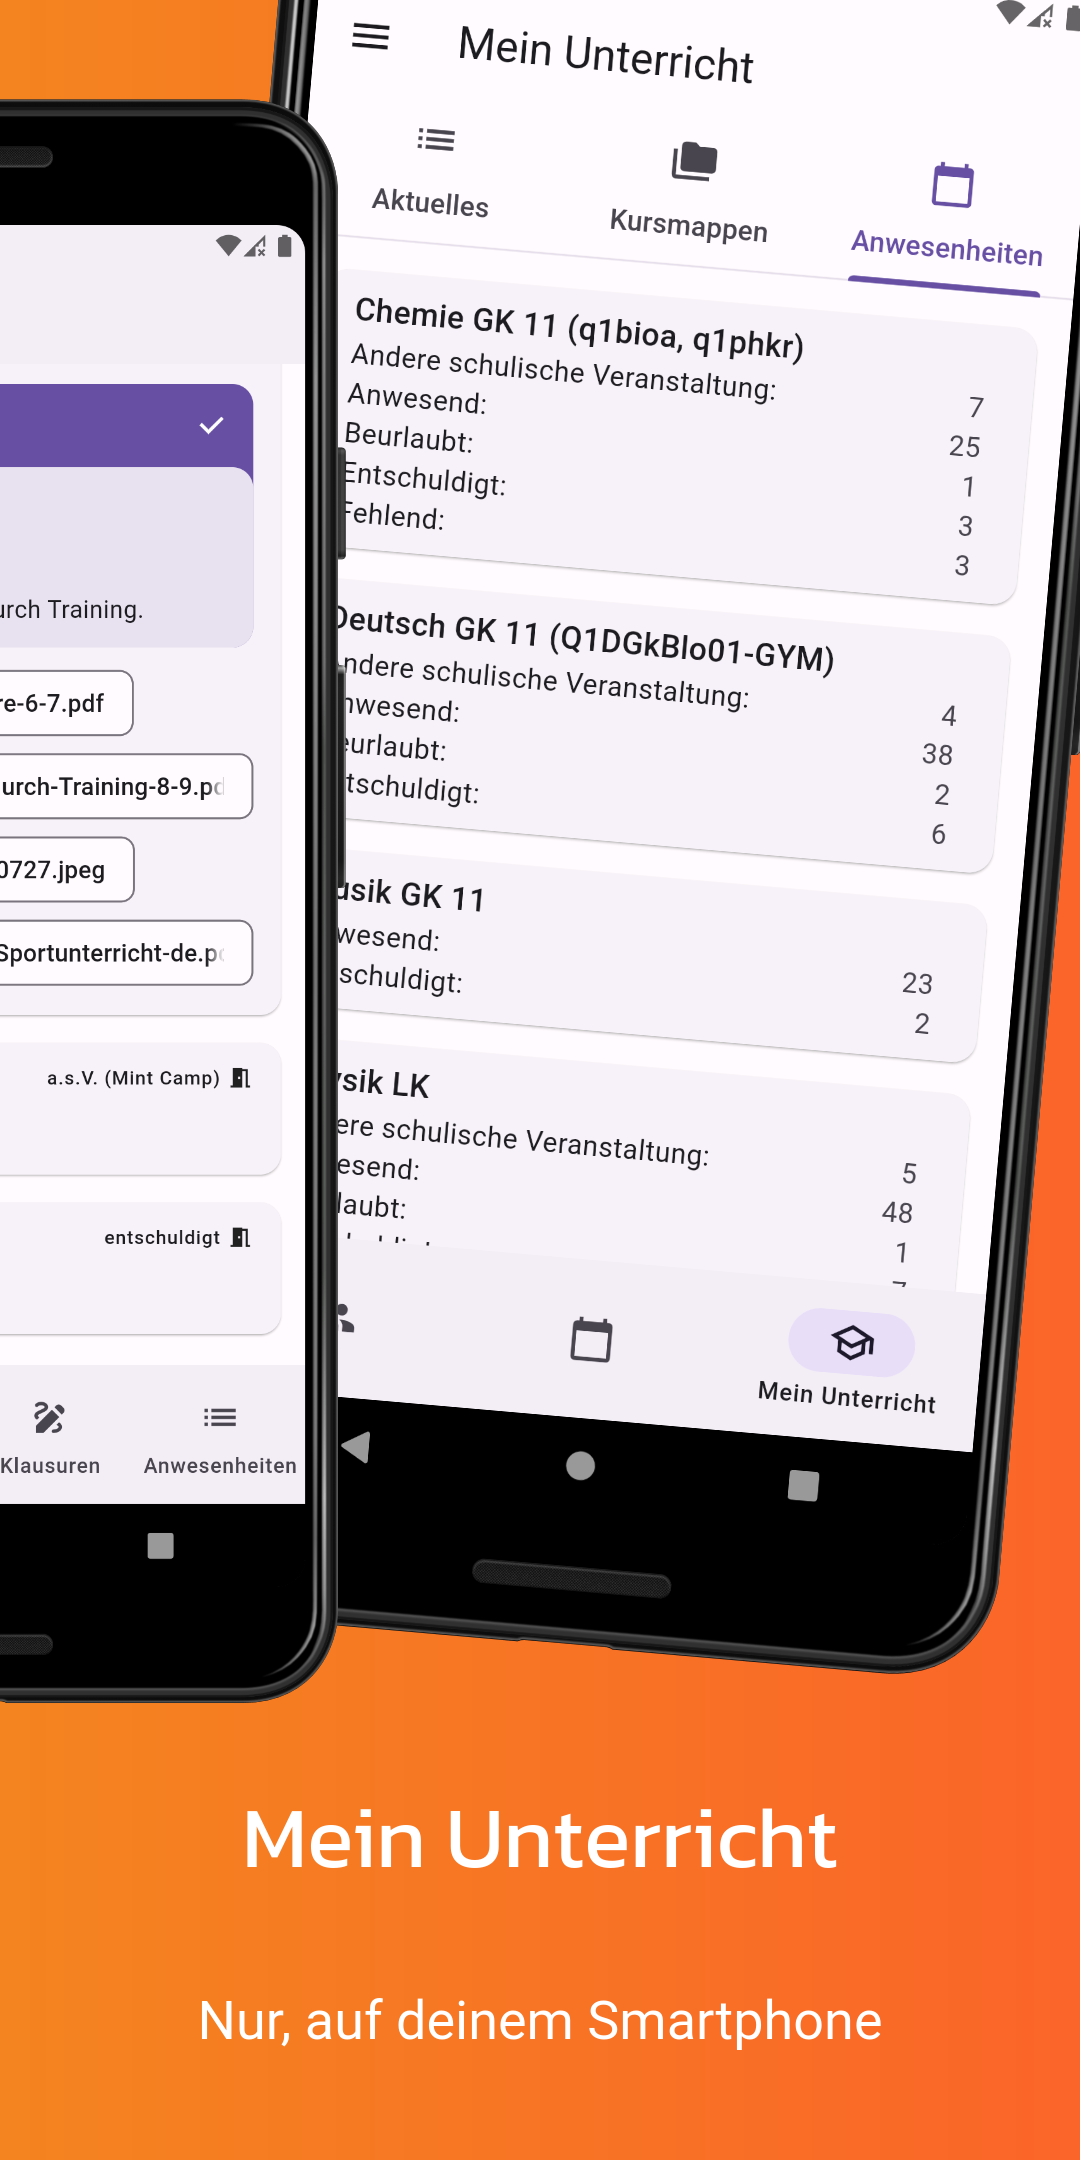 Mein Unterricht
Aktuelles
Kursmappen
Anwesenheiten
Chemie GK 11 (q1bioa, q1phkr)
Andere schulische Veranstaltung: 7
Anwesend: 25
Beurlaubt: 1
Entschuldigt: 3
Fehlend: 3
Deutsch GK 11 (Q1DGkBlo01-GYM)
ndere schulische Veranstaltung: 4
nwesend: 38
eurlaubt: 2
tschuldigt: 6
usik GK 11
wesend: 23
schuldigt: 2
sik LK
ere schulische Veranstaltung: 5
esend: 48
laubt: 1
Mein Unterricht
urch Training.
re-6-7.pdf
urch-Training-8-9.pd
0727.jpeg
Sportunterricht-de.pd
a.s.V. (Mint Camp)
entschuldigt
Klausuren
Anwesenheiten
Mein Unterricht
Nur, auf deinem Smartphone